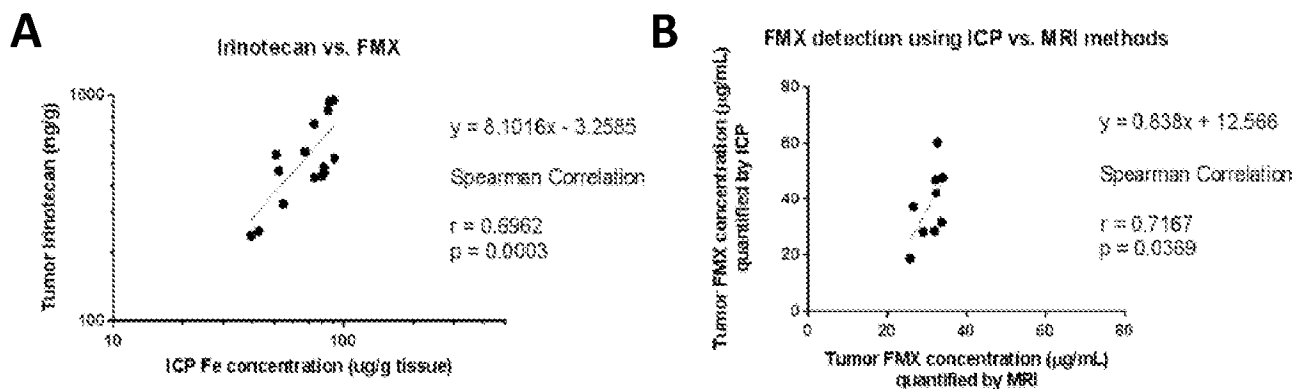 A
Irinotecan vs. FMX
Tumor Irinotecan (ng/g)
1000
100
10
100
ICP Fe concentration (ug/g tissue)
y = 8.1016x - 3.2585
Spearman Correlation
r = 0.6962
p = 0.0003
B
FMX detection using ICP vs. MRI methods
Tumor FMX concentration (µg/mL)
quantified by ICP
80
60
40
20
0
0 20 40 60 80
Tumor FMX concentration (µg/mL)
quantified by MRI
y = 0.838x + 12.566
Spearman Correlation
r = 0.7167
p = 0.0369